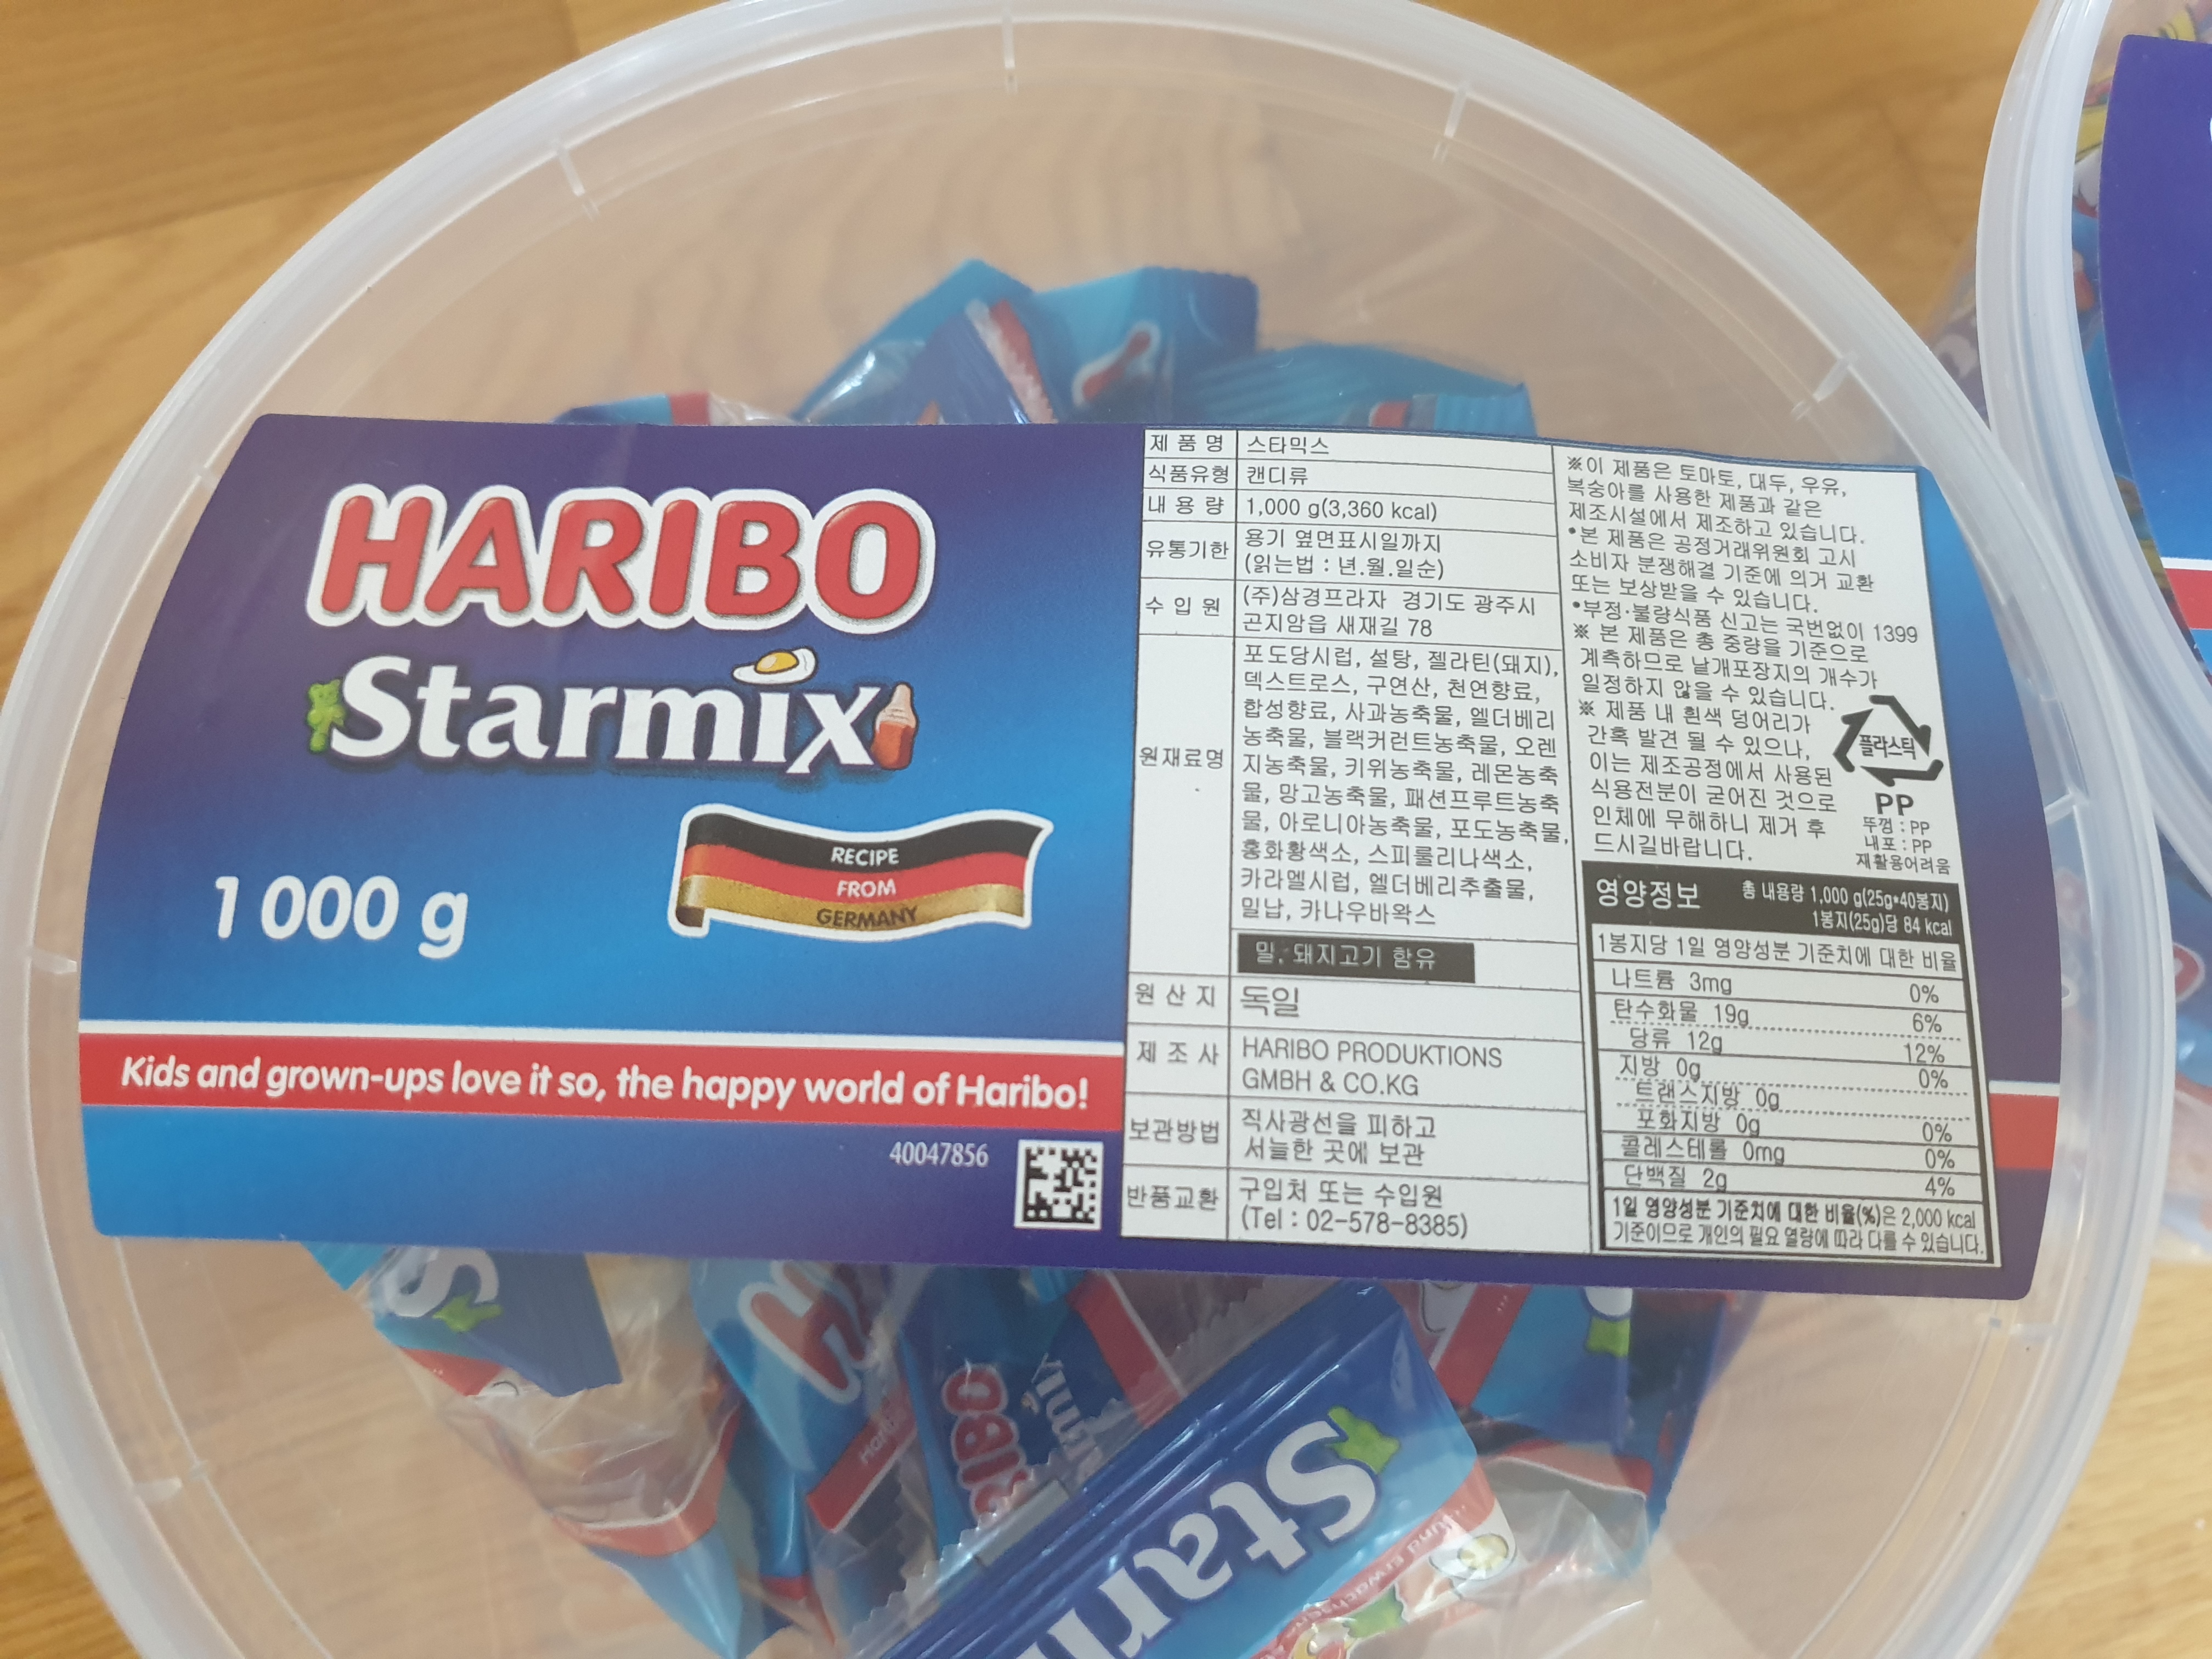 HARIBO
Starmix
1 000 g
RECIPE
FROM
GERMANY
Kids and grown-ups love it so, the happy world of Haribo!
40047856
제 품 명 스타믹스
식품유형 캔디류
내 용 량 1,000 g(3,360 kcal)
유통기한 용기 옆면표시일까지
(읽는법 : 년.월.일순)
수 입 원 (주)삼경프라자 경기도 광주시
곤지암읍 새재길 78
원재료명 포도당시럽, 설탕, 젤라틴(돼지),
덱스트로스, 구연산, 천연향료,
합성향료, 사과농축물, 엘더베리
농축물, 블랙커런트농축물, 오렌
지농축물, 키위농축물, 레몬농축
물, 망고농축물, 패션프루트농축
물, 아로니아농축물, 포도농축물,
홍화황색소, 스피룰리나색소,
카라멜시럽, 엘더베리추출물,
밀납, 카나우바왁스
밀, 돼지고기 함유
원 산 지 독일
제 조 사 HARIBO PRODUKTIONS
GMBH & CO.KG
보관방법 직사광선을 피하고
서늘한 곳에 보관
반품교환 구입처 또는 수입원
(Tel : 02-578-8385)
※이 제품은 토마토, 대두, 우유,
복숭아를 사용한 제품과 같은
제조시설에서 제조하고 있습니다.
•본 제품은 공정거래위원회 고시
소비자 분쟁해결 기준에 의거 교환
또는 보상받을 수 있습니다.
•부정·불량식품 신고는 국번없이 1399
※ 본 제품은 총 중량을 기준으로
계측하므로 낱개포장지의 개수가
일정하지 않을 수 있습니다.
※ 제품 내 흰색 덩어리가
간혹 발견 될 수 있으나,
이는 제조공정에서 사용된
식용전분이 굳어진 것으로
인체에 무해하니 제거 후
드시길바랍니다.
플라스틱
PP
뚜껑 : PP
내포 : PP
재활용어려움
영양정보 총 내용량 1,000 g(25g*40봉지)
1봉지(25g)당 84 kcal
1봉지당 1일 영양성분 기준치에 대한 비율
나트륨 3mg 0%
탄수화물 19g 6%
당류 12g 12%
지방 0g 0%
트랜스지방 0g
포화지방 0g 0%
콜레스테롤 0mg 0%
단백질 2g 4%
1일 영양성분 기준치에 대한 비율(%)은 2,000 kcal
기준이므로 개인의 필요 열량에 따라 다를 수 있습니다.